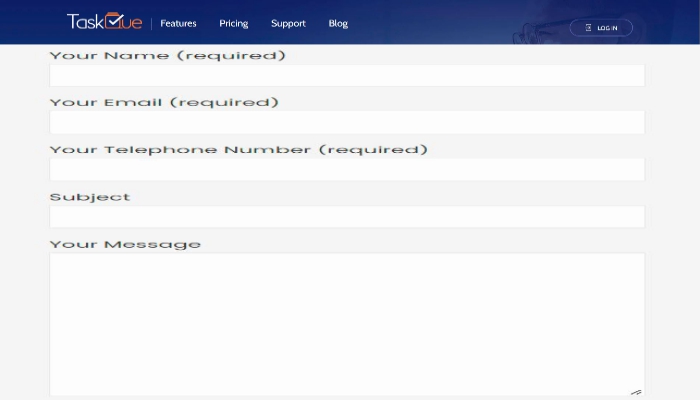 TaskQue
Features
Pricing
Support
Blog
LOG IN
Your Name (required)
Your Email (required)
Your Telephone Number (required)
Subject
Your Message